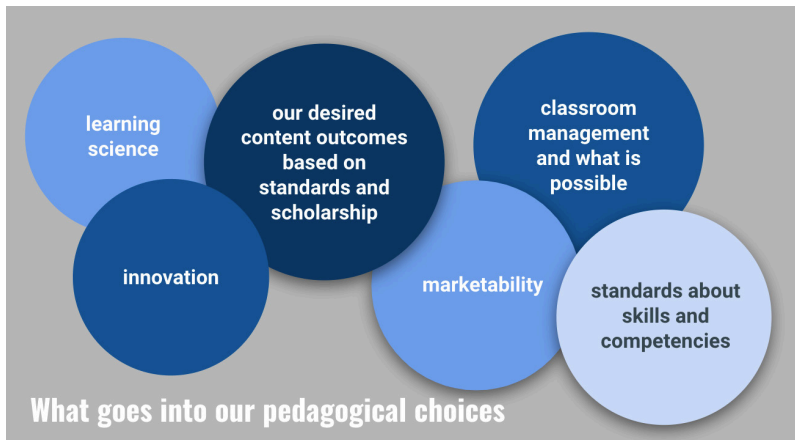 learning
science
our desired
content outcomes
based on
standards and
scholarship
classroom
management
and what is
possible
innovation
marketability
standards about
skills and
competencies
What goes into our pedagogical choices